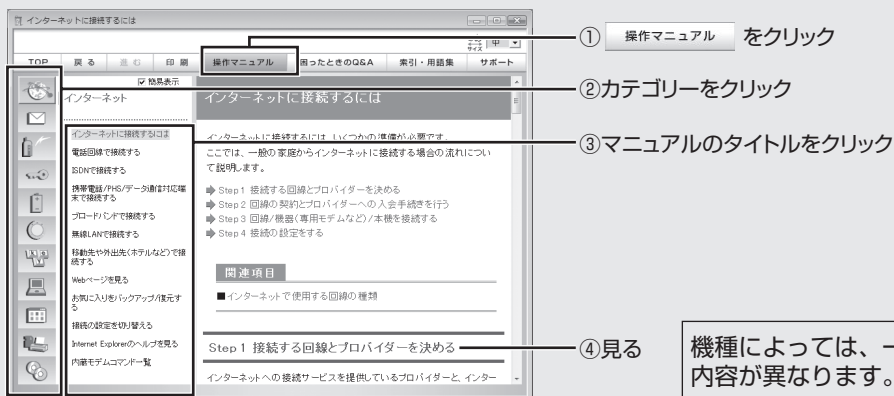 インターネットに接続するには
サイズ 中
TOP 戻る 進む 印刷 操作マニュアル 困ったときのQ&A 索引・用語集 サポート
簡易表示
インターネット
インターネットに接続するには
電話回線で接続する
ISDNで接続する
携帯電話/PHS/データ通信対応端
末で接続する
ブロードバンドで接続する
無線LANで接続する
移動先や外出先(ホテルなど)で接
続する
Webページを見る
お気に入りをバックアップ/復元す
る
接続の設定を切り替える
Internet Explorerのヘルプを見る
内蔵モデムコマンド一覧
インターネットに接続するには
インターネットに接続するには、いくつかの準備が必要です。
ここでは、一般の家庭からインターネットに接続する場合の流れについ
て説明します。
Step1 接続する回線とプロバイダーを決める
Step2 回線の契約とプロバイダーへの入会手続きを行う
Step3 回線/機器(専用モデムなど)/本機を接続する
Step4 接続の設定をする
関連項目
■インターネットで使用する回線の種類
Step1 接続する回線とプロバイダーを決める
インターネットへの接続サービスを提供しているプロバイダーと、インター
① 操作マニュアル をクリック
②カテゴリーをクリック
③マニュアルのタイトルをクリック
④見る
機種によっては、一
内容が異なります。